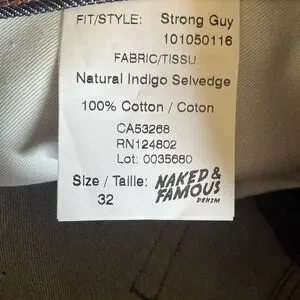 FIT/STYLE: Strong Guy
101050116
FABRIC/TISSU
Natural Indigo Selvedge
100% Cotton / Coton
CA53268
RN124802
Lot: 0035680
Size / Taille:
32
NAKED &
FAMOUS
DENIM